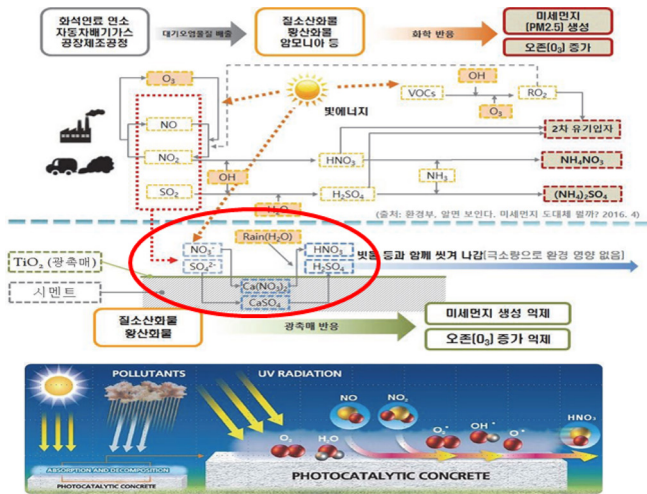 화석연료 연소
자동차배기가스
공장제조공정
대기오염물질 배출
질소산화물
황산화물
암모니아 등
화학 반응
미세먼지
(PM2.5) 생성
오존(O₃) 증가
O₃
NO
NO₂
SO₂
빛에너지
VOCs
OH
O₃
RO₂
2차 유기입자
OH
HNO₃
NH₃
NH₄NO₃
H₂SO₄
(NH₄)₂SO₄
H₂O₂
(출처: 환경부, 알면 보인다. 미세먼지 도대체 뭘까? 2016. 4)
TiO₂ (광촉매)
시멘트
NO₃⁻
SO₄²⁻
Rain(H₂O)
HNO₃
H₂SO₄
Ca(NO₃)₂
CaSO₄
빗물 등과 함께 씻겨 나감(극소량으로 환경 영향 없음)
질소산화물
황산화물
광촉매 반응
미세먼지 생성 억제
오존(O₃) 증가 억제
POLLUTANTS
ABSORPTION AND DECOMPOSITION
PHOTOCATALYTIC CONCRETE
UV RADIATION
NO
NO₂
O₂
H₂O
O₂•
OH•
O•
HNO₃
PHOTOCATALYTIC CONCRETE